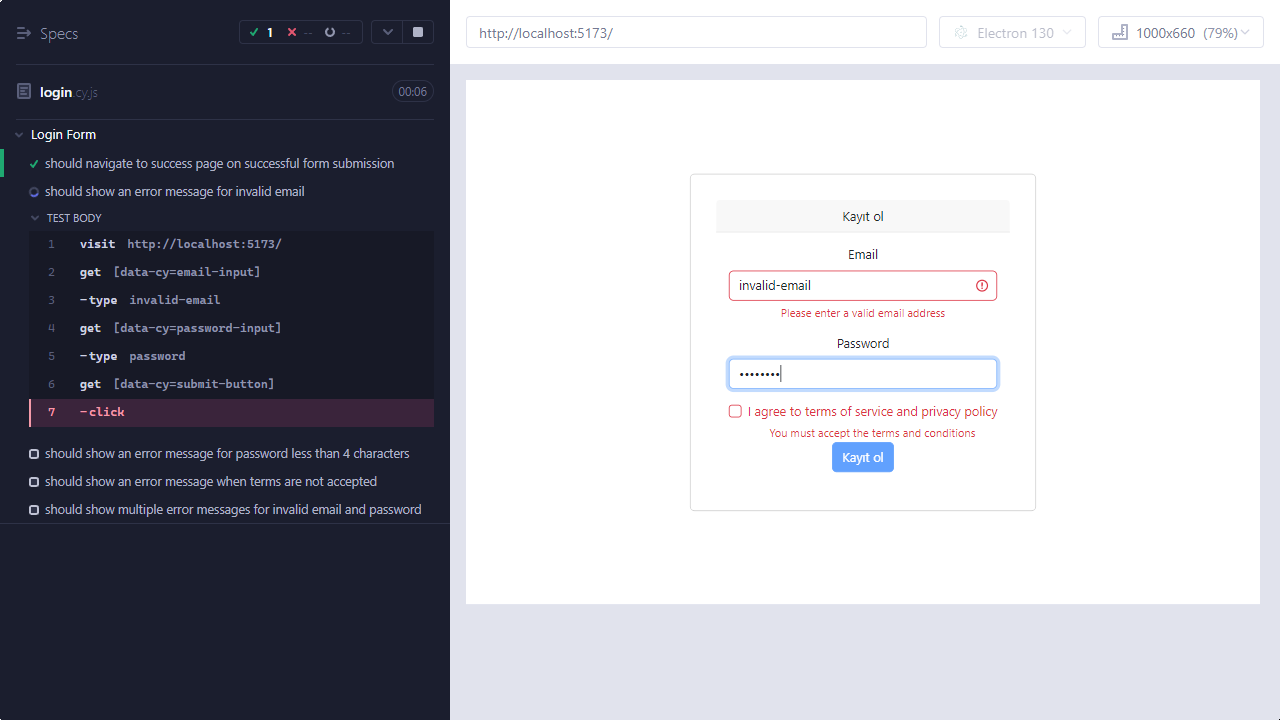 Specs
1 -- --
login.cy.js
00:06
Login Form
should navigate to success page on successful form submission
should show an error message for invalid email
TEST BODY
1 visit http://localhost:5173/
2 get [data-cy=email-input]
3 -type invalid-email
4 get [data-cy=password-input]
5 -type password
6 get [data-cy=submit-button]
7 -click
should show an error message for password less than 4 characters
should show an error message when terms are not accepted
should show multiple error messages for invalid email and password
http://localhost:5173/
Electron 130
1000x660 (79%)
Kayıt ol
Email
invalid-email
Please enter a valid email address
Password
••••••••
I agree to terms of service and privacy policy
You must accept the terms and conditions
Kayıt ol